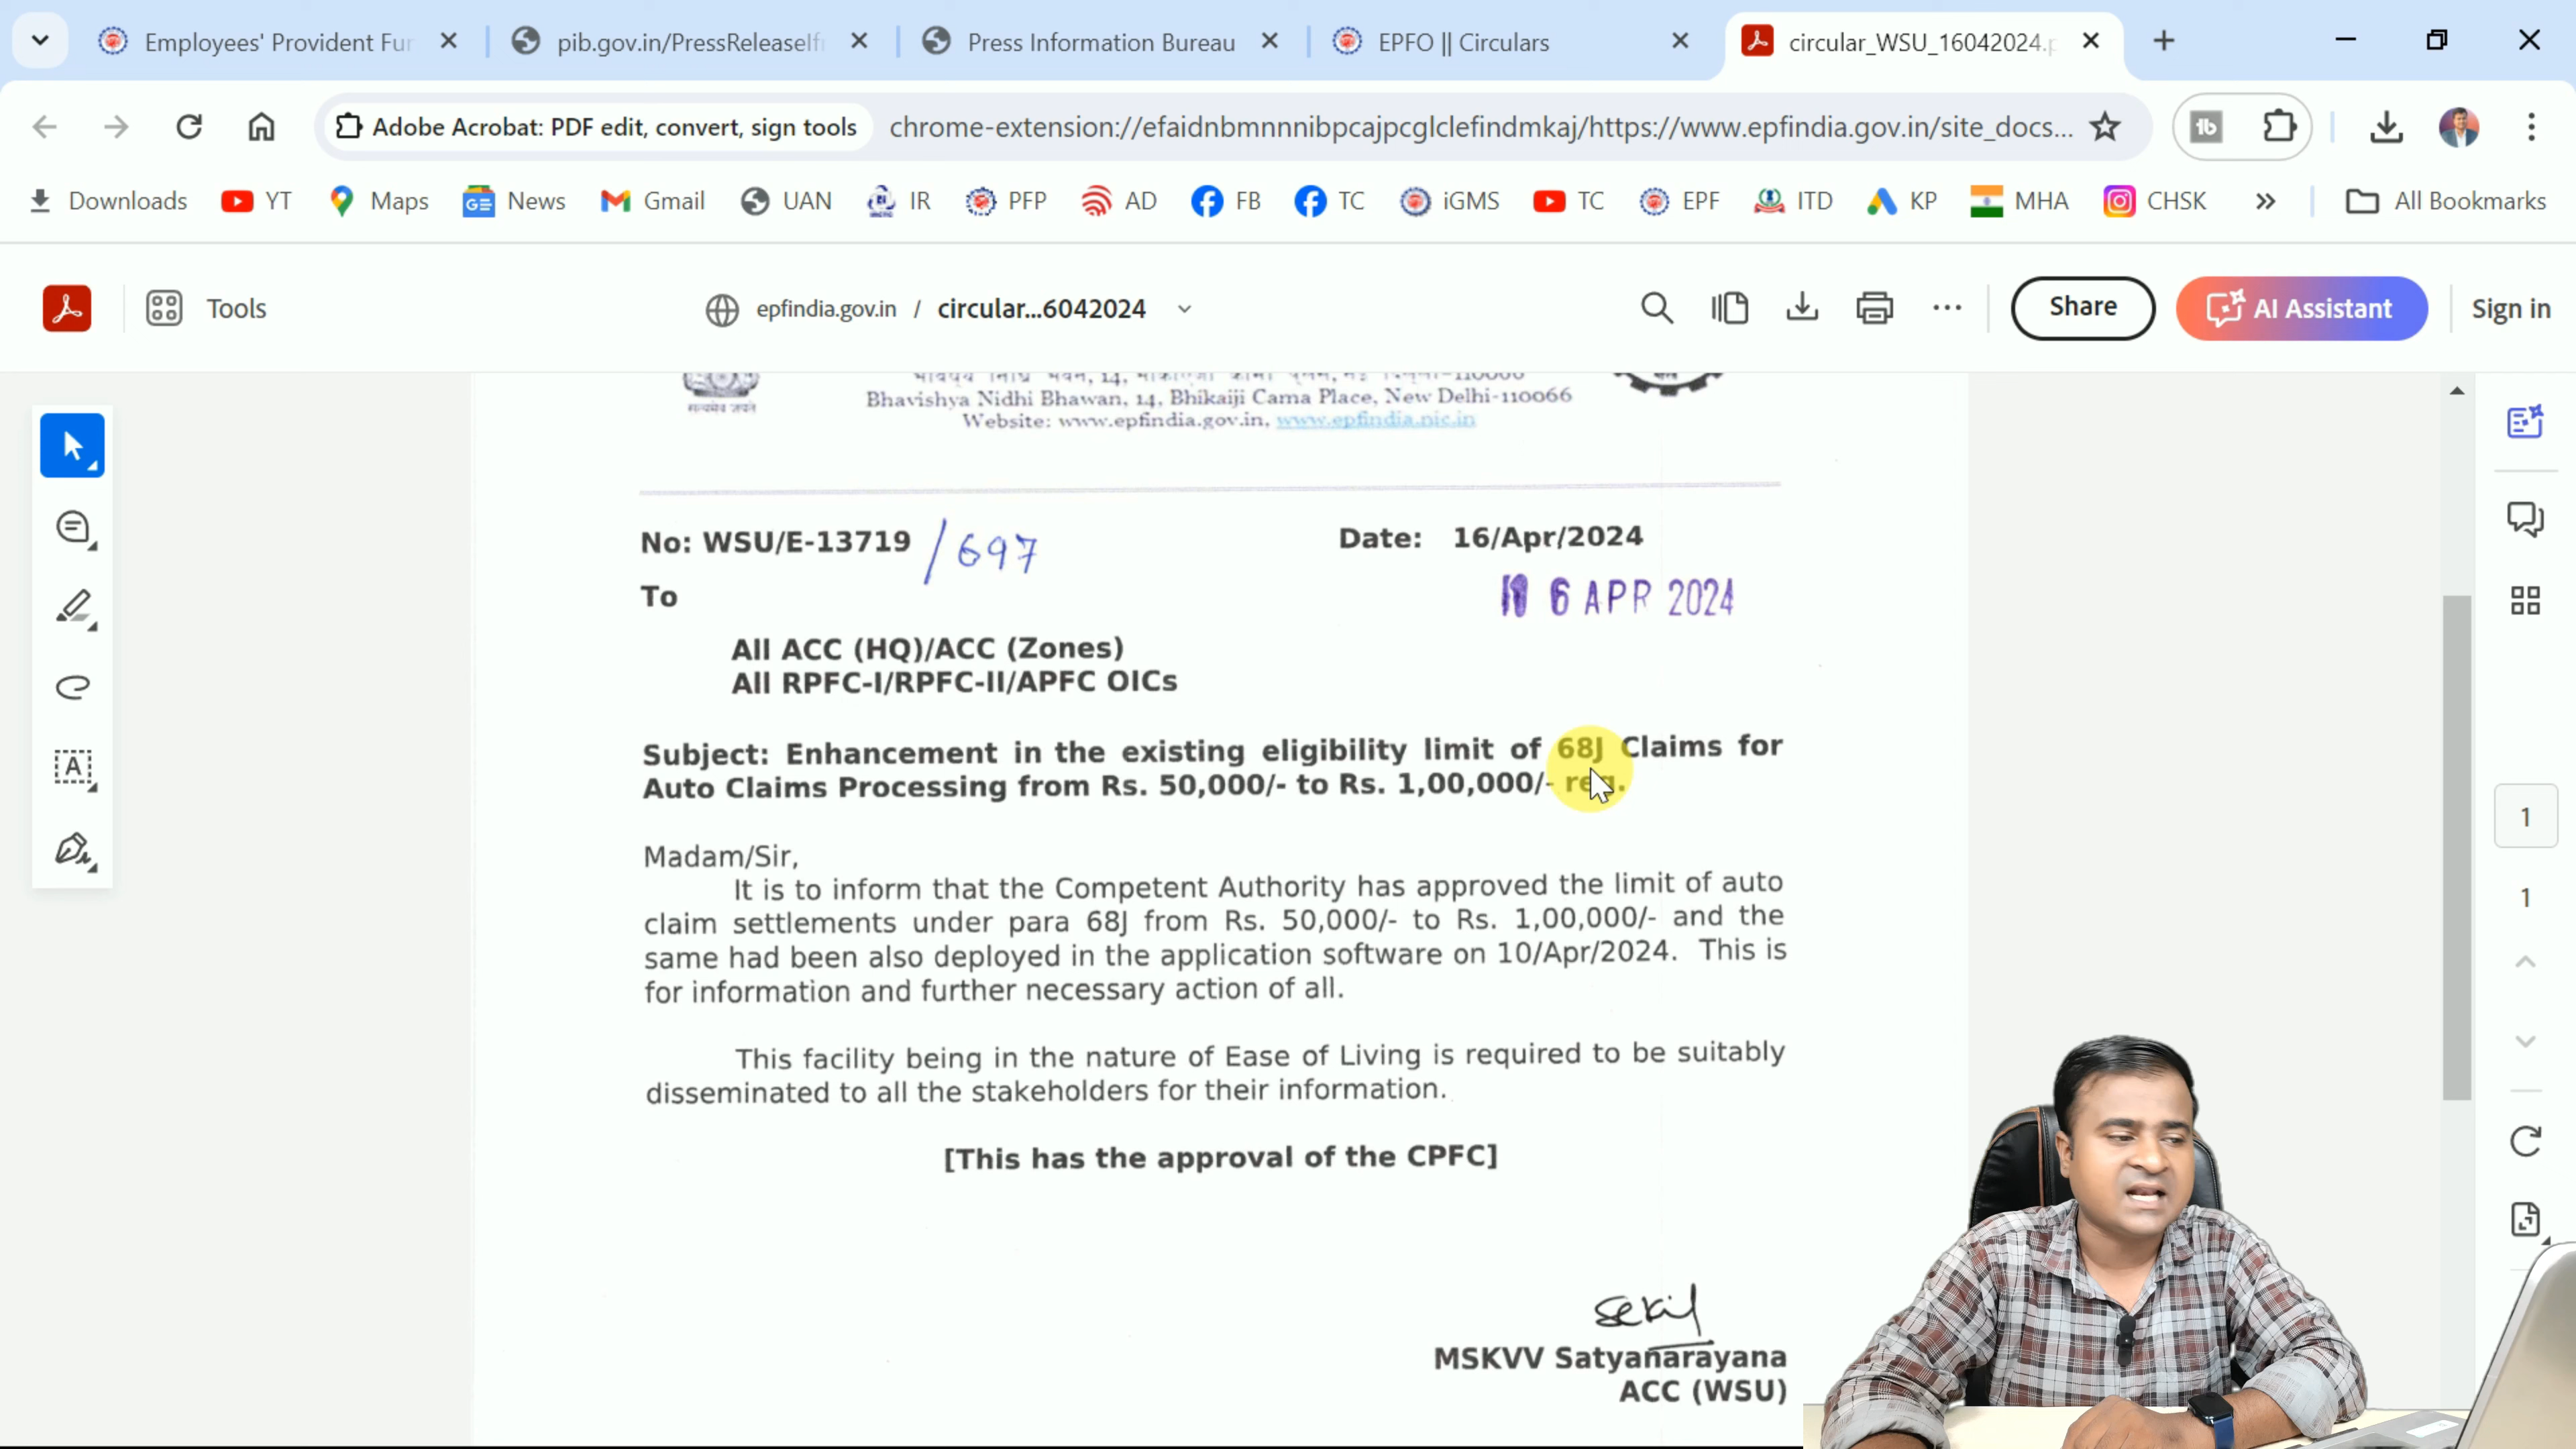 Employees' Provident Fur
pib.gov.in/PressReleaseIf
Press Information Bureau
EPFO || Circulars
circular_WSU_16042024.p
Adobe Acrobat: PDF edit, convert, sign tools
chrome-extension://efaidnbmnnnibpcajpcglclefindmkaj/https://www.epfindia.gov.in/site_docs...
Downloads
YT
Maps
News
Gmail
UAN
IR
PFP
AD
FB
TC
iGMS
TC
EPF
ITD
KP
MHA
CHSK
All Bookmarks
Tools
epfindia.gov.in / circular...6042024
Share
AI Assistant
Sign in
सत्यमेव जयते
Bhavishya Nidhi Bhawan, 14, Bhikaiji Cama Place, New Delhi-110066
Website: www.epfindia.gov.in, www.epfindia.nic.in
No: WSU/E-13719 /697
Date: 16/Apr/2024
6 APR 2024
To
All ACC (HQ)/ACC (Zones)
All RPFC-I/RPFC-II/APFC OICs
Subject: Enhancement in the existing eligibility limit of 68J Claims for
Auto Claims Processing from Rs. 50,000/- to Rs. 1,00,000/- reg.
Madam/Sir,
It is to inform that the Competent Authority has approved the limit of auto
claim settlements under para 68J from Rs. 50,000/- to Rs. 1,00,000/- and the
same had been also deployed in the application software on 10/Apr/2024. This is
for information and further necessary action of all.
This facility being in the nature of Ease of Living is required to be suitably
disseminated to all the stakeholders for their information.
[This has the approval of the CPFC]
MSKVV Satyanarayana
ACC (WSU)
1
1